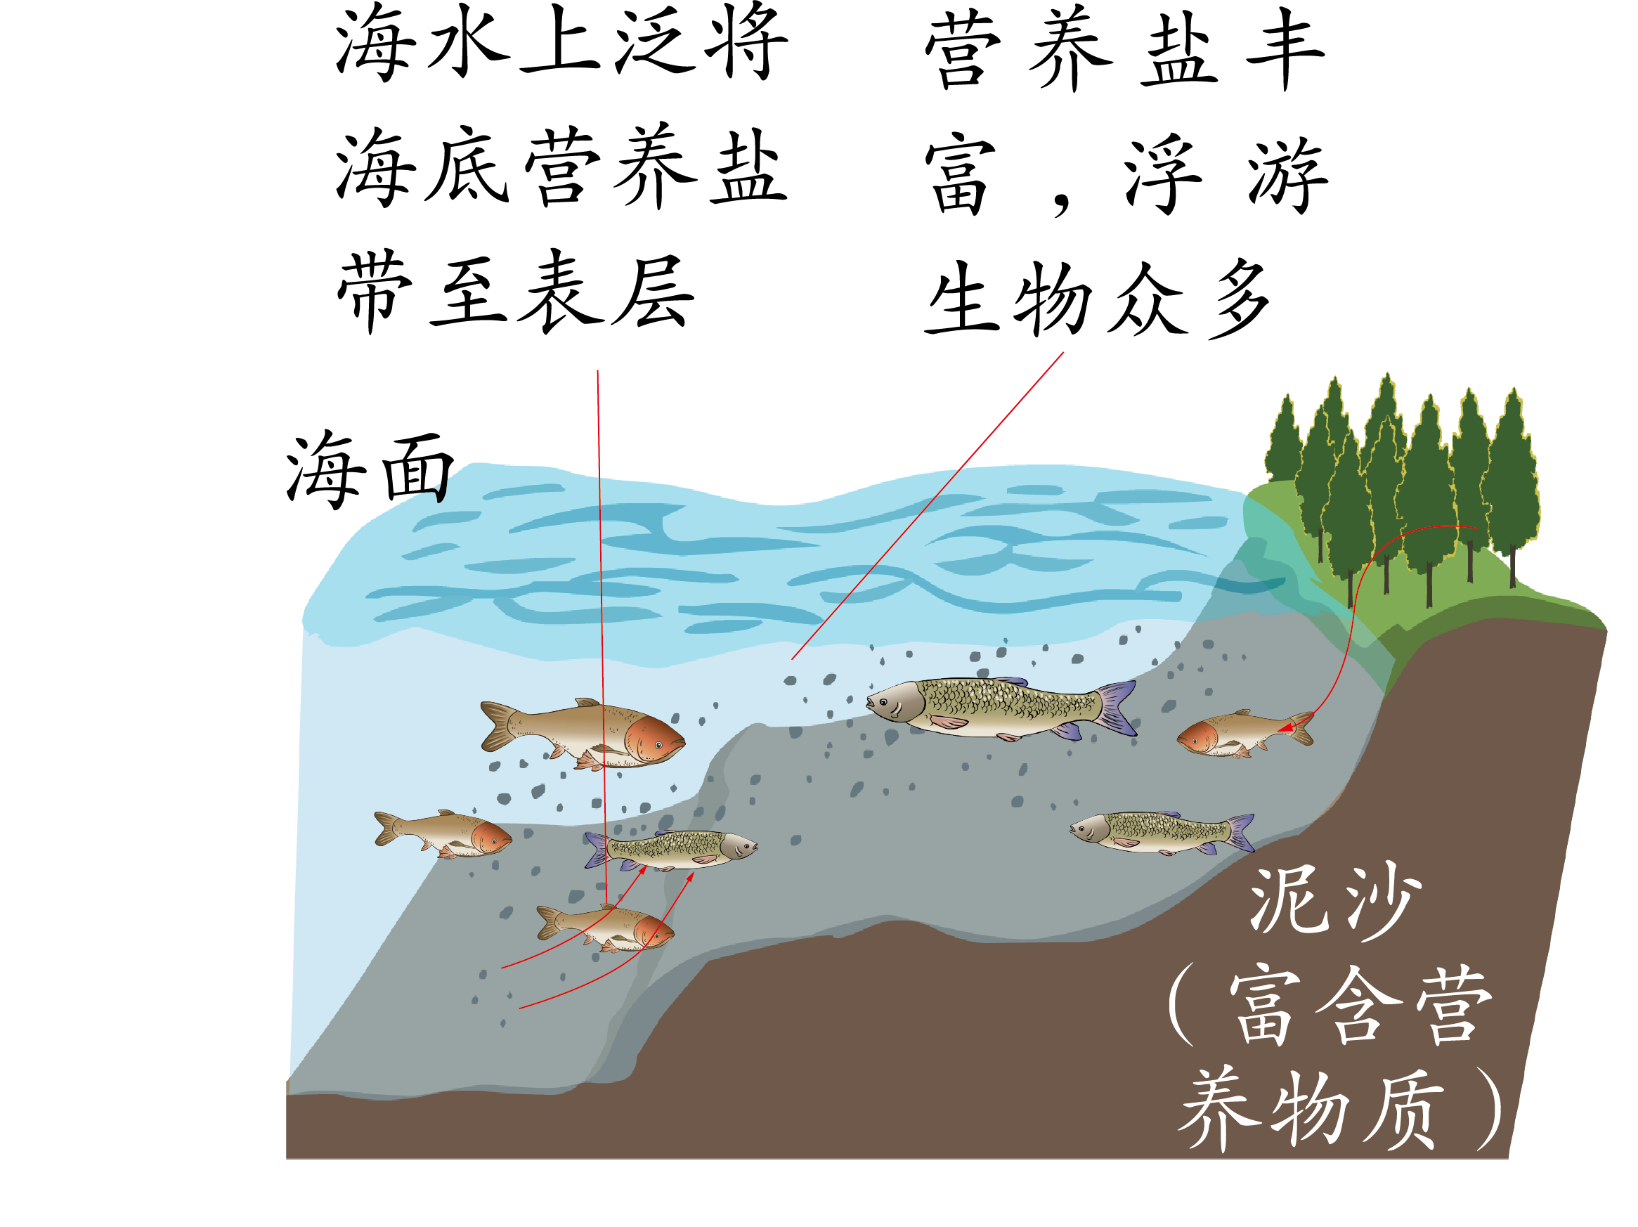 海水上泛将
海底营养盐
带至表层
营养盐丰
富，浮游
生物众多
海面
泥沙
（富含营
养物质）